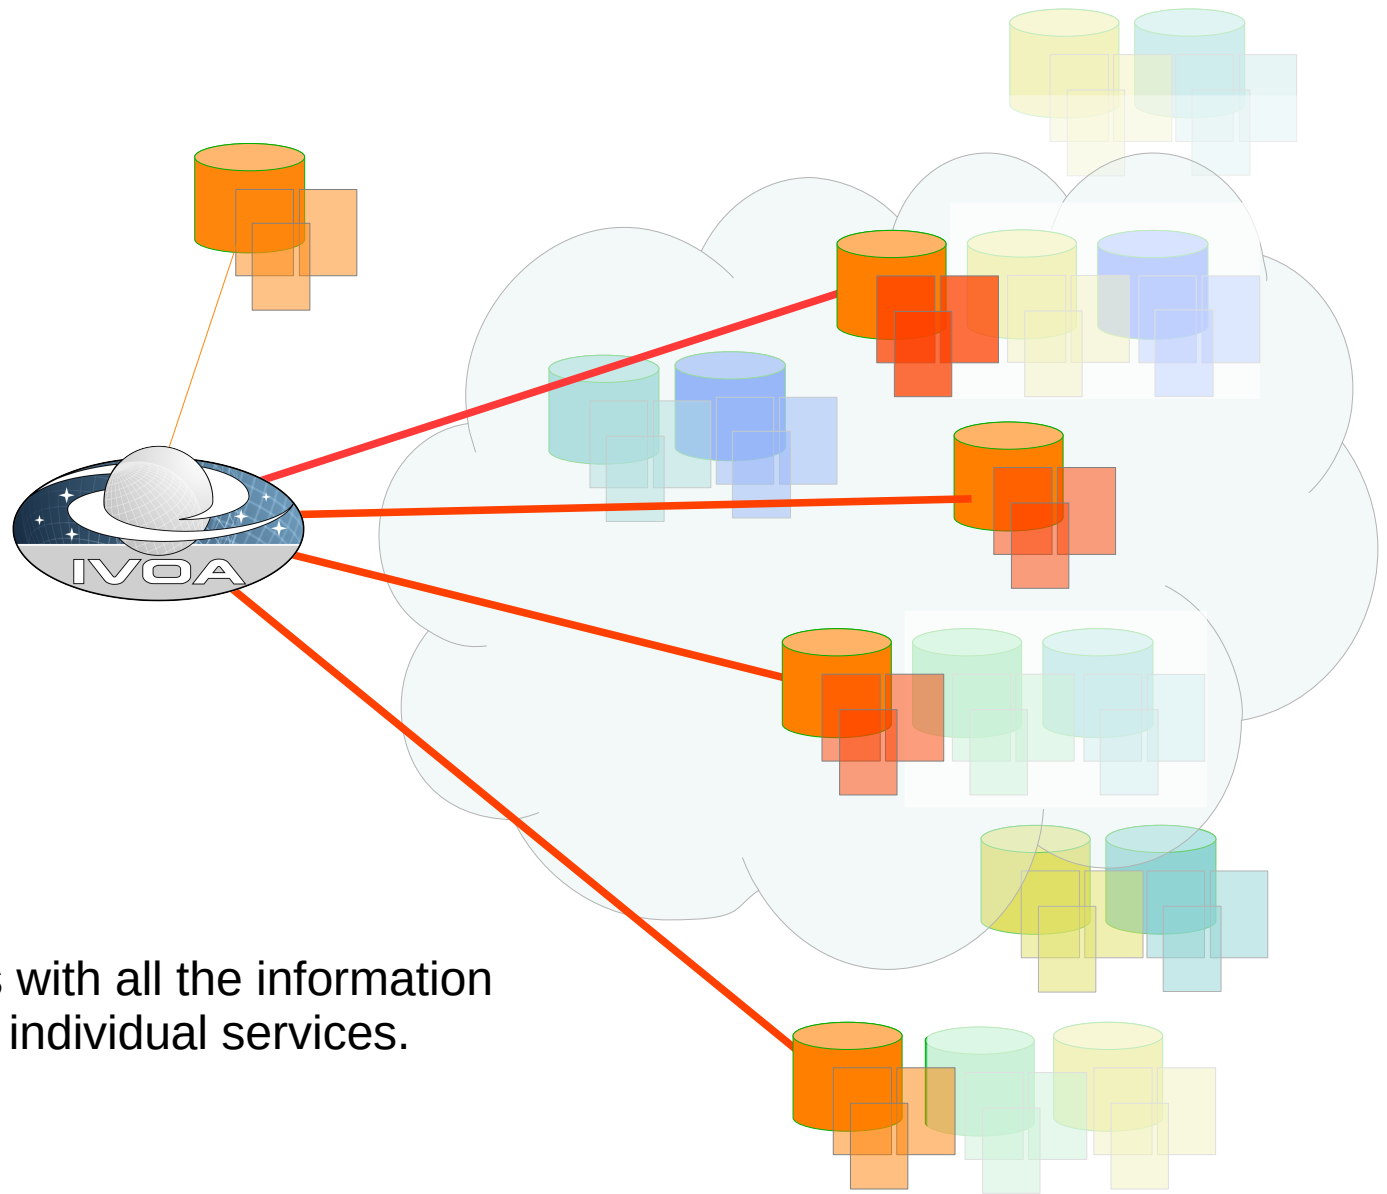 IVOA
with all the information
individual services.